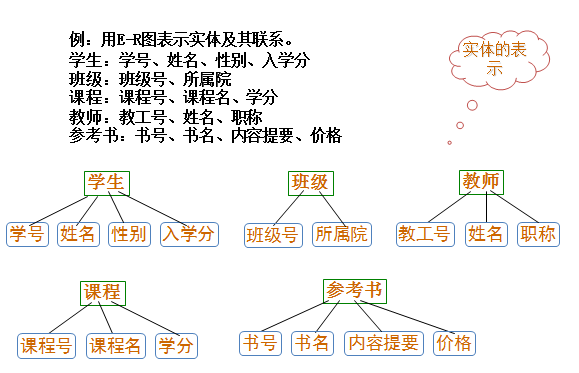 例：用E-R图表示实体及其联系。
学生：学号、姓名、性别、入学分
班级：班级号、所属院
课程：课程号、课程名、学分
教师：教工号、姓名、职称
参考书：书号、书名、内容提要、价格
实体的表
示
学生
班级
教师
学号 姓名 性别 入学分
班级号 所属院
教工号 姓名 职称
课程
参考书
课程号 课程名 学分
书号 书名 内容提要 价格